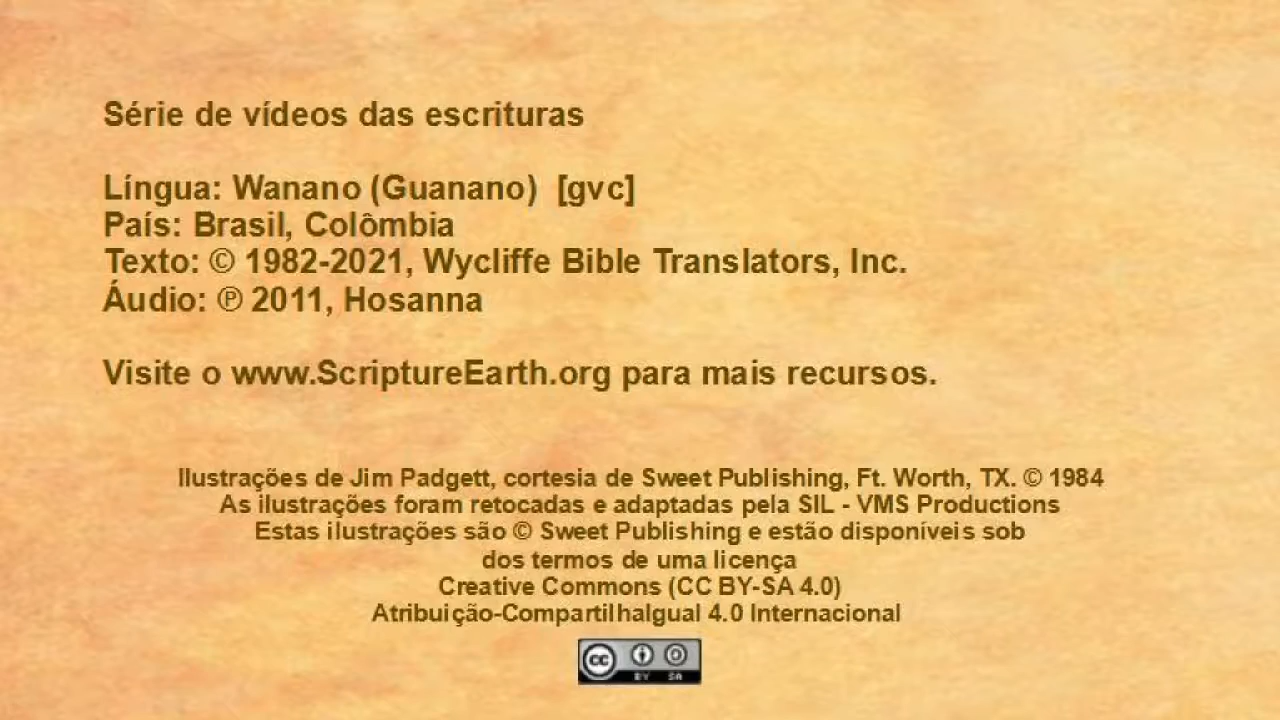 Série de vídeos das escrituras
Língua: Wanano (Guanano) [gvc]
País: Brasil, Colômbia
Texto: © 1982-2021, Wycliffe Bible Translators, Inc.
Áudio: ℗ 2011, Hosanna
Visite o www.ScriptureEarth.org para mais recursos.
Ilustrações de Jim Padgett, cortesia de Sweet Publishing, Ft. Worth, TX. © 1984
As ilustrações foram retocadas e adaptadas pela SIL - VMS Productions
Estas ilustrações são © Sweet Publishing e estão disponíveis sob
dos termos de uma licença
Creative Commons (CC BY-SA 4.0)
Atribuição-CompartilhaIgual 4.0 Internacional
cc BY SA